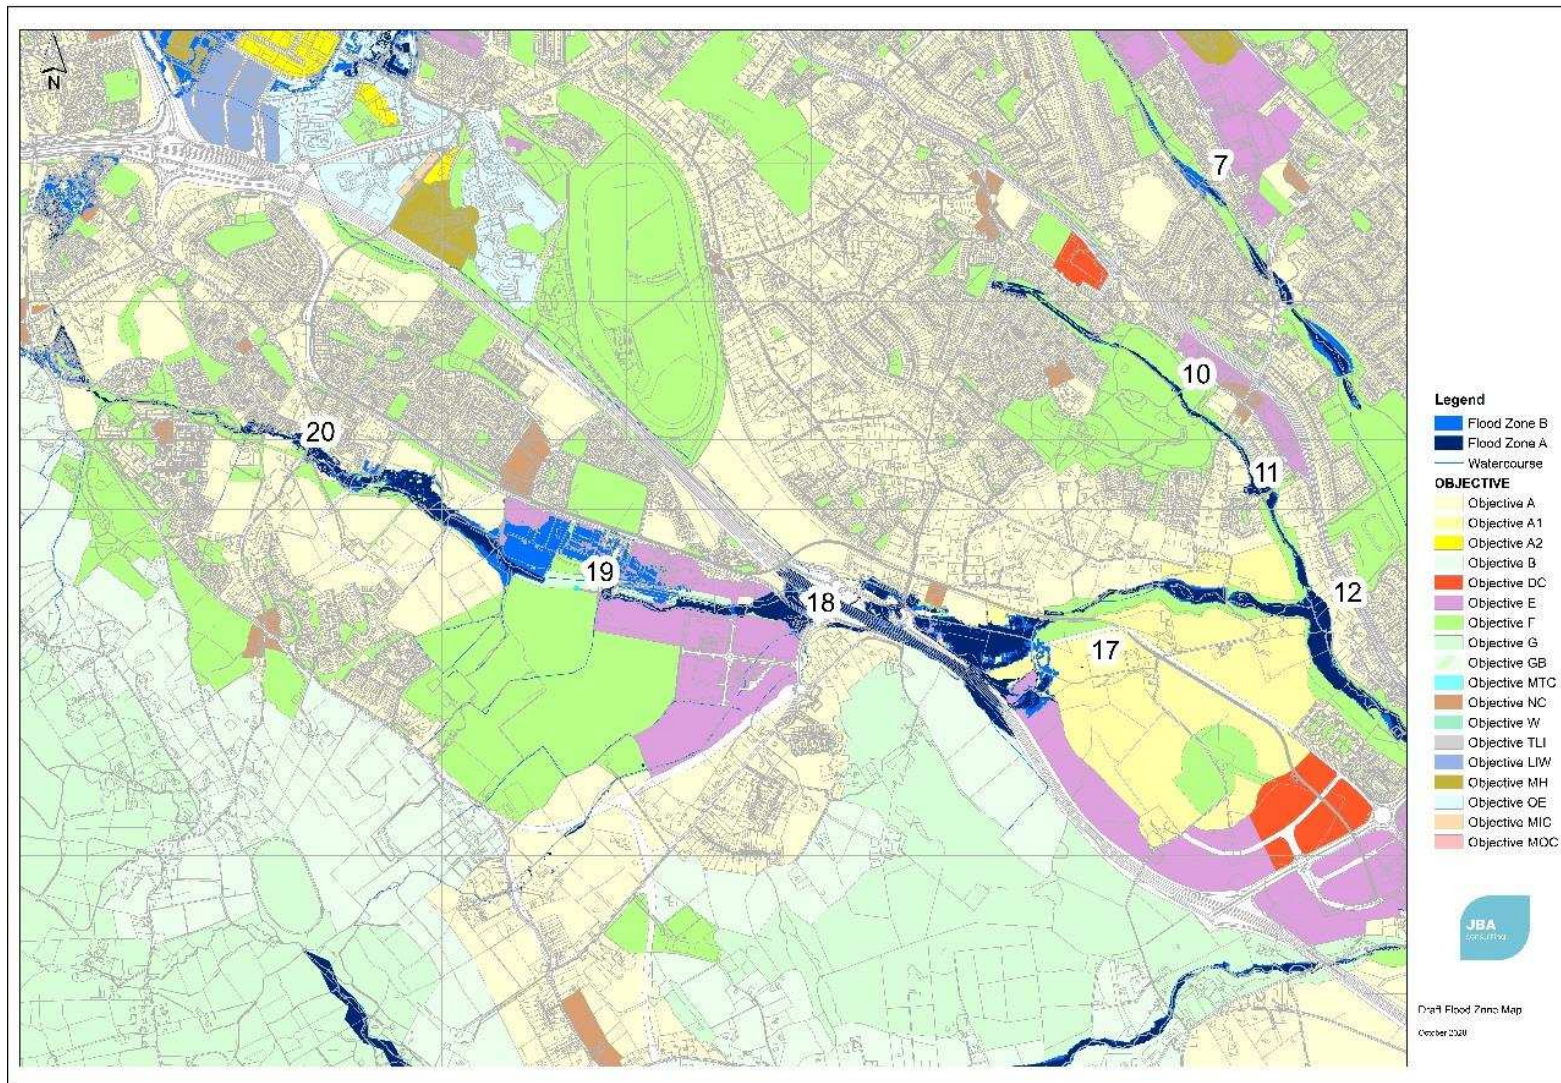 N
7
10
20
11
19
12
18
17
Legend
Flood Zone B
Flood Zone A
Watercourse
OBJECTIVE
Objective A
Objective A1
Objective A2
Objective B
Objective DC
Objective E
Objective F
Objective G
Objective GB
Objective MTC
Objective NC
Objective W
Objective TLI
Objective LIW
Objective MH
Objective OE
Objective MIC
Objective MOC
JBA
consulting
Draft Flood Zone Map
October 2020